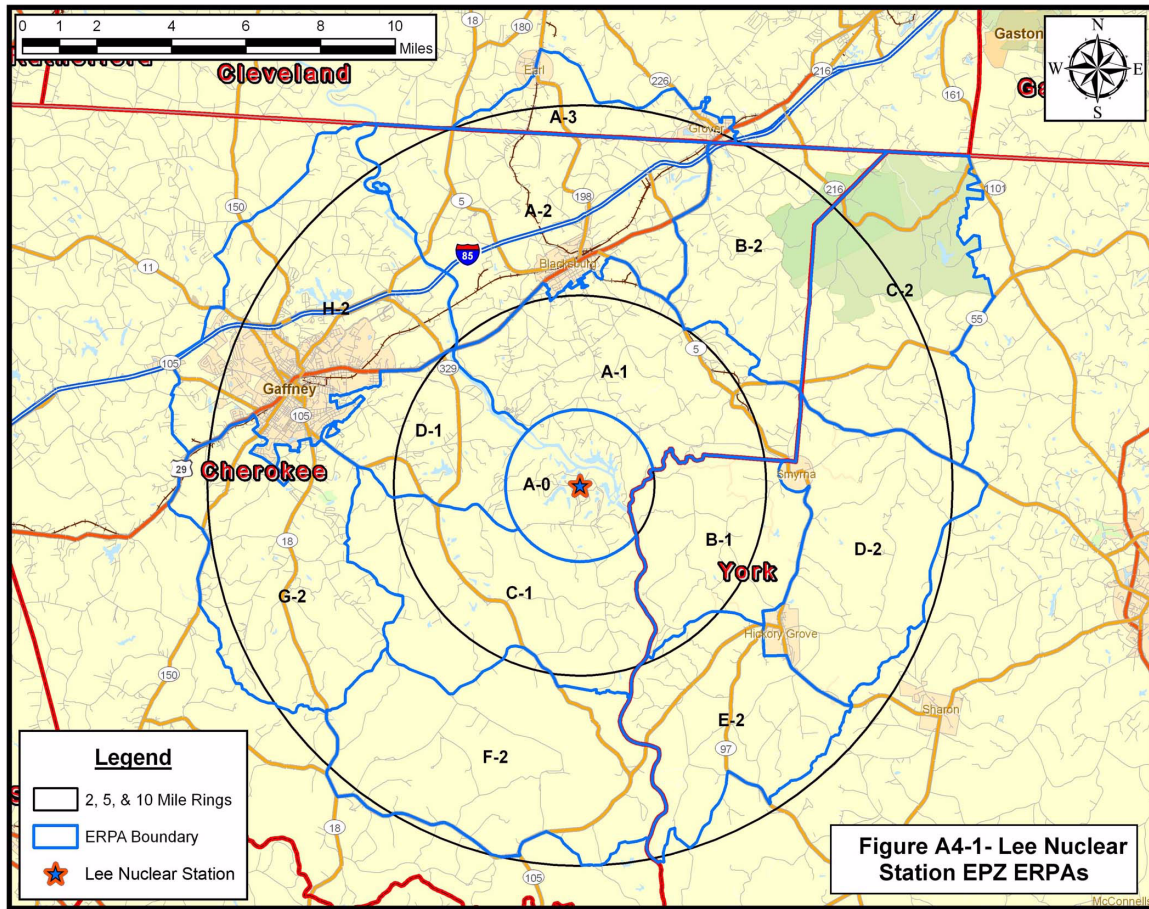 0 1 2 4 6 8 10
Miles
18
180
Earl
226
216
Gaston
161
N
W E
S
Cleveland
A-3
Grover
150
5
198
216
1101
A-2
B-2
85
Blacksburg
11
C-2
H-2
55
105
5
329
A-1
Gaffney
105
D-1
29
Cherokee
A-0
Smyrna
18
B-1
D-2
York
G-2
C-1
Hickory Grove
150
Sharon
E-2
97
F-2
18
105
McConnells
Legend
2, 5, & 10 Mile Rings
ERPA Boundary
Lee Nuclear Station
Figure A4-1- Lee Nuclear
Station EPZ ERPAs